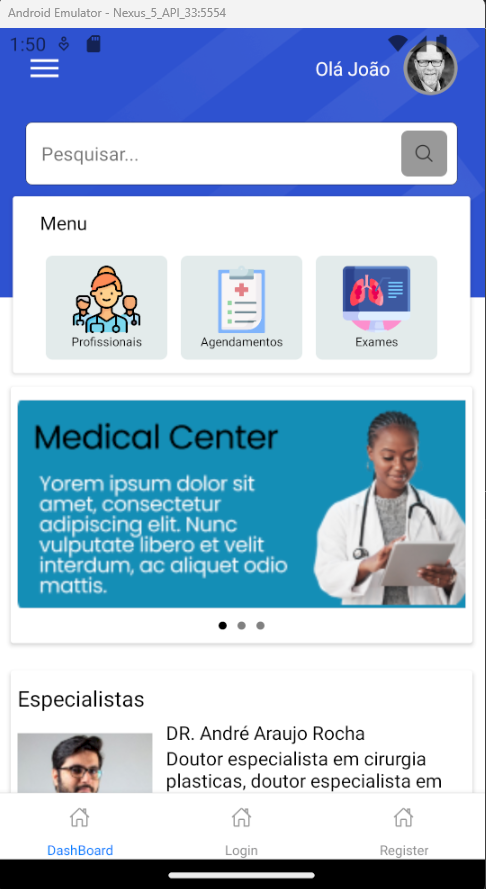 Android Emulator - Nexus_5_API_33:5554
1:50
Olá João
Pesquisar...
Menu
Profissionais
Agendamentos
Exames
Medical Center
Yorem ipsum dolor sit
amet, consectetur
adipiscing elit. Nunc
vulputate libero et velit
interdum, ac aliquet odio
mattis.
Especialistas
DR. André Araujo Rocha
Doutor especialista em cirurgia
plasticas, doutor especialista em
DashBoard
Login
Register